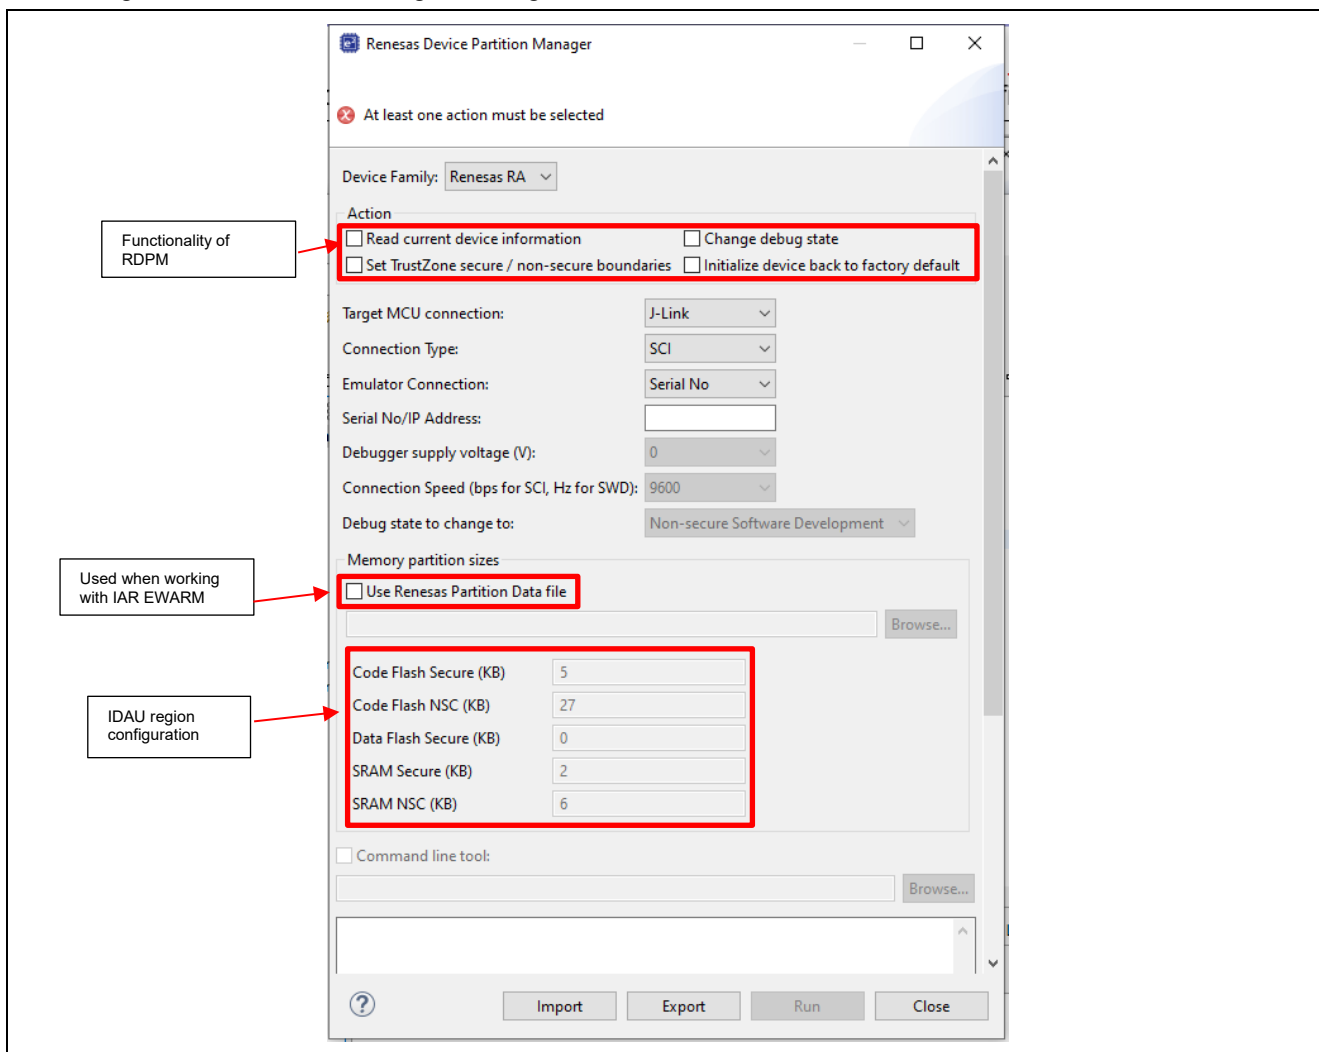 Renesas Device Partition Manager
At least one action must be selected
Device Family: Renesas RA
Action
Functionality of
RDPM
Read current device information
Change debug state
Set TrustZone secure / non-secure boundaries
Initialize device back to factory default
Target MCU connection: J-Link
Connection Type: SCI
Emulator Connection: Serial No
Serial No/IP Address:
Debugger supply voltage (V): 0
Connection Speed (bps for SCI, Hz for SWD): 9600
Debug state to change to: Non-secure Software Development
Memory partition sizes
Used when working
with IAR EWARM
Use Renesas Partition Data file
Browse...
Code Flash Secure (KB) 5
Code Flash NSC (KB) 27
IDAU region
configuration
Data Flash Secure (KB) 0
SRAM Secure (KB) 2
SRAM NSC (KB) 6
Command line tool:
Browse...
? Import Export Run Close